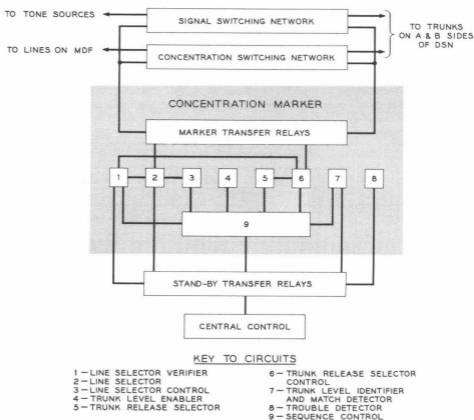 TO TONE SOURCES
SIGNAL SWITCHING NETWORK
TO TRUNKS
ON A & B SIDES
OF DSN
TO LINES ON MDF
CONCENTRATION SWITCHING NETWORK
CONCENTRATION MARKER
MARKER TRANSFER RELAYS
1 2 3 4 5 6 7 8
9
STAND-BY TRANSFER RELAYS
CENTRAL CONTROL
KEY TO CIRCUITS
1 — LINE SELECTOR VERIFIER
2 — LINE SELECTOR
3 — LINE SELECTOR CONTROL
4 — TRUNK LEVEL ENABLER
5 — TRUNK RELEASE SELECTOR
6 — TRUNK RELEASE SELECTOR
CONTROL
7 — TRUNK LEVEL IDENTIFIER
AND MATCH DETECTOR
8 — TROUBLE DETECTOR
9 — SEQUENCE CONTROL